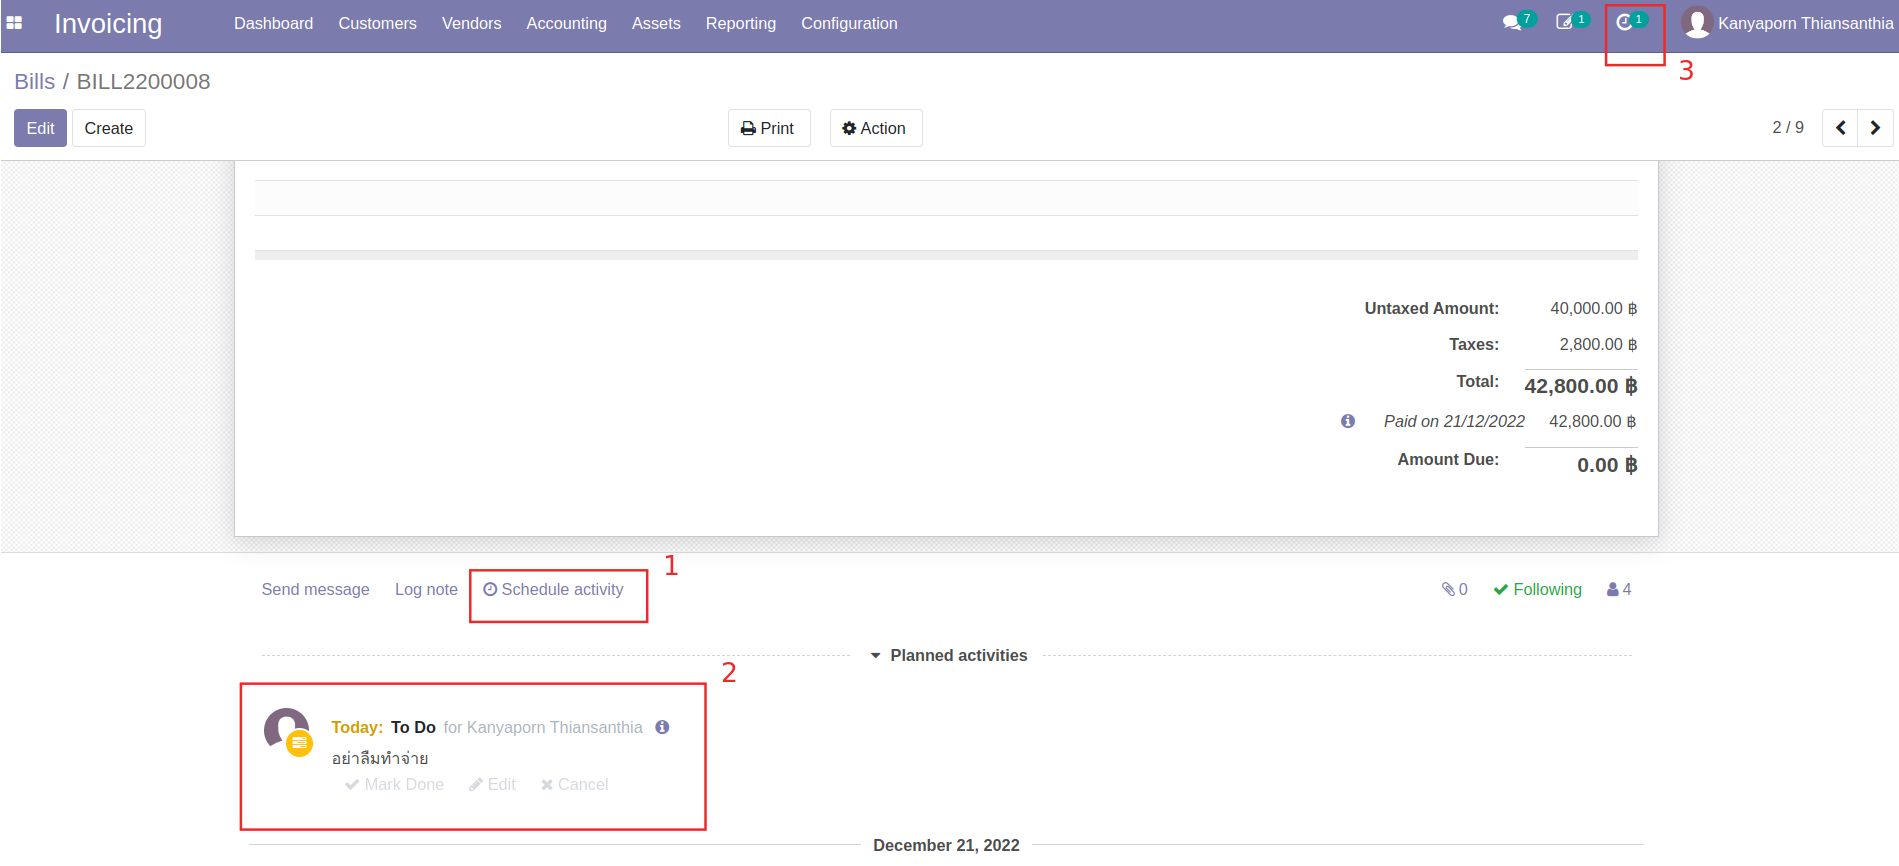 Invoicing Dashboard Customers Vendors Accounting Assets Reporting Configuration 7 1 1 Kanyaporn Thiansanthia
3
Bills / BILL2200008
Edit Create Print Action 2 / 9
Untaxed Amount: 40,000.00 ฿
Taxes: 2,800.00 ฿
Total: 42,800.00 ฿
Paid on 21/12/2022 42,800.00 ฿
Amount Due: 0.00 ฿
1
Send message Log note Schedule activity 0 Following 4
Planned activities
2
Today: To Do for Kanyaporn Thiansanthia
อย่าลืมทำจ่าย
Mark Done Edit Cancel
December 21, 2022